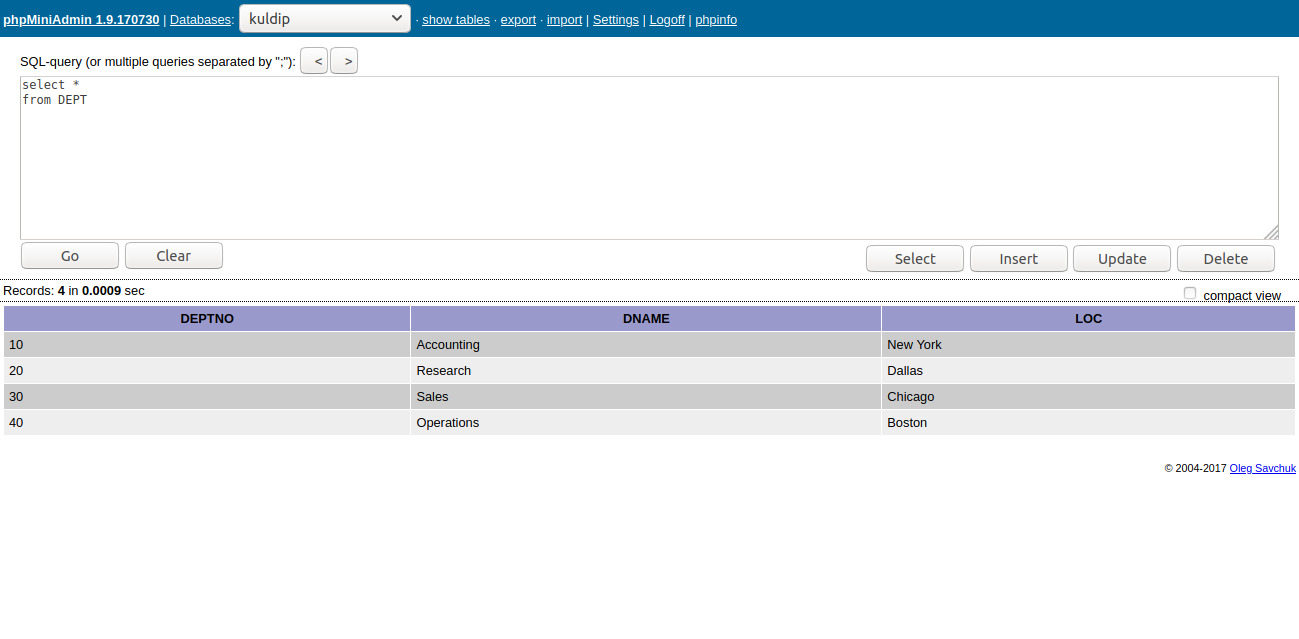 phpMiniAdmin 1.9.170730 | Databases: kuldip · show tables · export · import | Settings | Logoff | phpinfo
SQL-query (or multiple queries separated by ";"): < >
select *
from DEPT
Go Clear Select Insert Update Delete
Records: 4 in 0.0009 sec compact view
DEPTNO DNAME LOC
10 Accounting New York
20 Research Dallas
30 Sales Chicago
40 Operations Boston
© 2004-2017 Oleg Savchuk